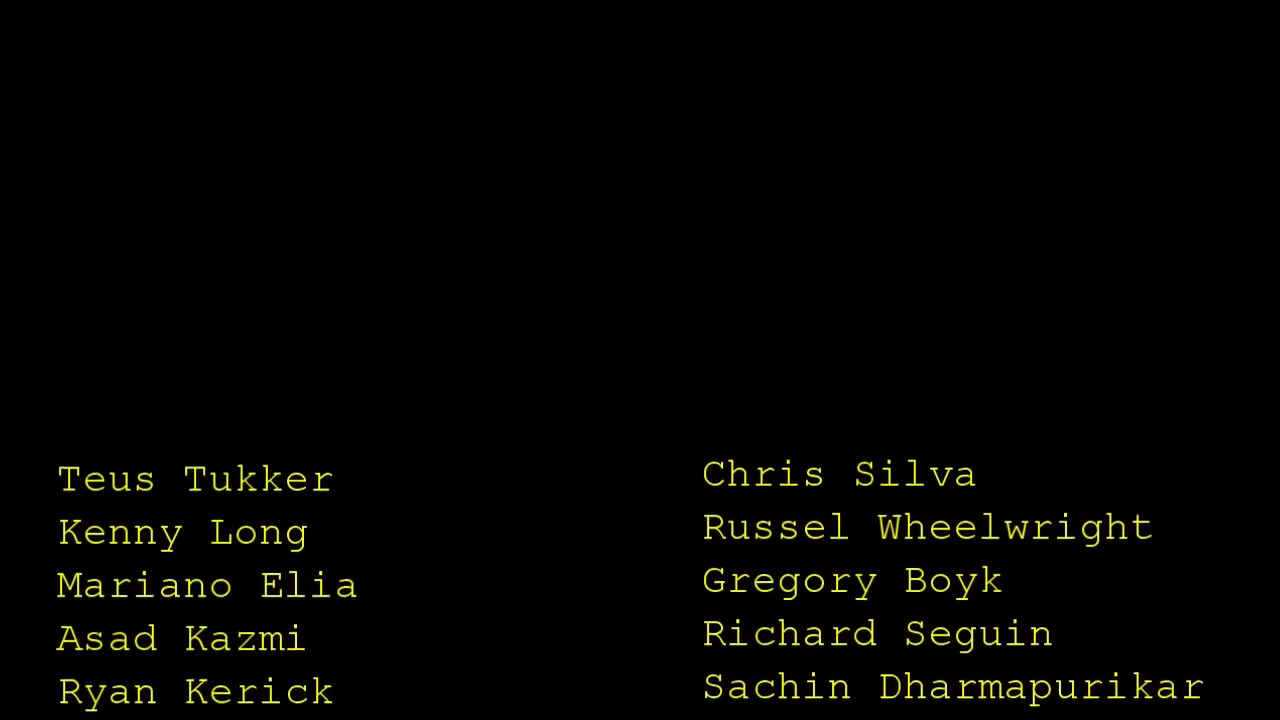 Teus Tukker
Kenny Long
Mariano Elia
Asad Kazmi
Ryan Kerick
Chris Silva
Russel Wheelwright
Gregory Boyk
Richard Seguin
Sachin Dharmapurikar